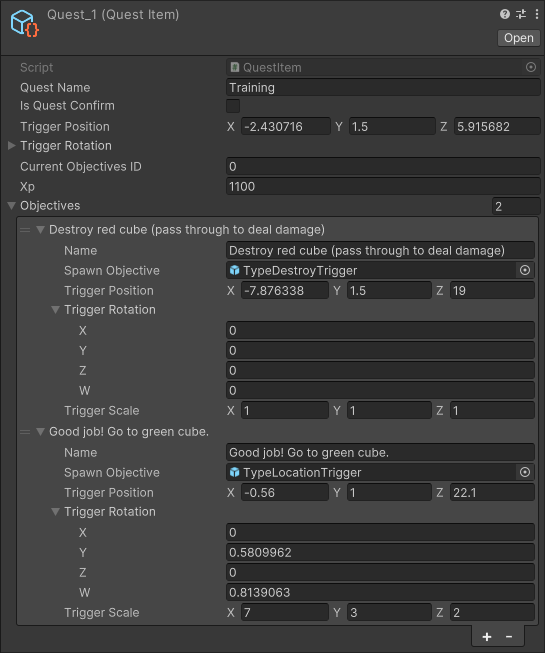 Quest_1 (Quest Item)
Open
Script QuestItem
Quest Name Training
Is Quest Confirm
Trigger Position X -2.430716 Y 1.5 Z 5.915682
Trigger Rotation
Current Objectives ID 0
Xp 1100
Objectives 2
Destroy red cube (pass through to deal damage)
Name Destroy red cube (pass through to deal damage)
Spawn Objective TypeDestroyTrigger
Trigger Position X -7.876338 Y 1.5 Z 19
Trigger Rotation
X 0
Y 0
Z 0
W 0
Trigger Scale X 1 Y 1 Z 1
Good job! Go to green cube.
Name Good job! Go to green cube.
Spawn Objective TypeLocationTrigger
Trigger Position X -0.56 Y 1 Z 22.1
Trigger Rotation
X 0
Y 0.5809962
Z 0
W 0.8139063
Trigger Scale X 7 Y 3 Z 2
+ -